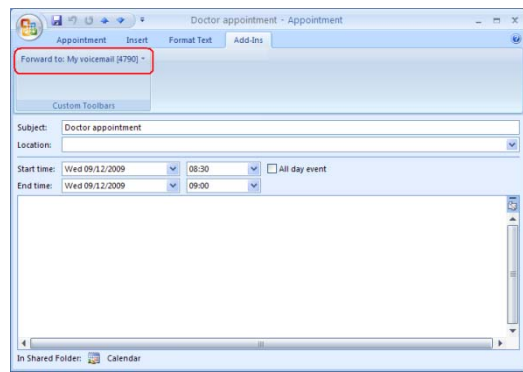 Doctor appointment - Appointment
Appointment Insert Format Text Add-Ins
Forward to: My voicemail [4790]
Custom Toolbars
Subject: Doctor appointment
Location:
Start time: Wed 09/12/2009 08:30 All day event
End time: Wed 09/12/2009 09:00
In Shared Folder: Calendar